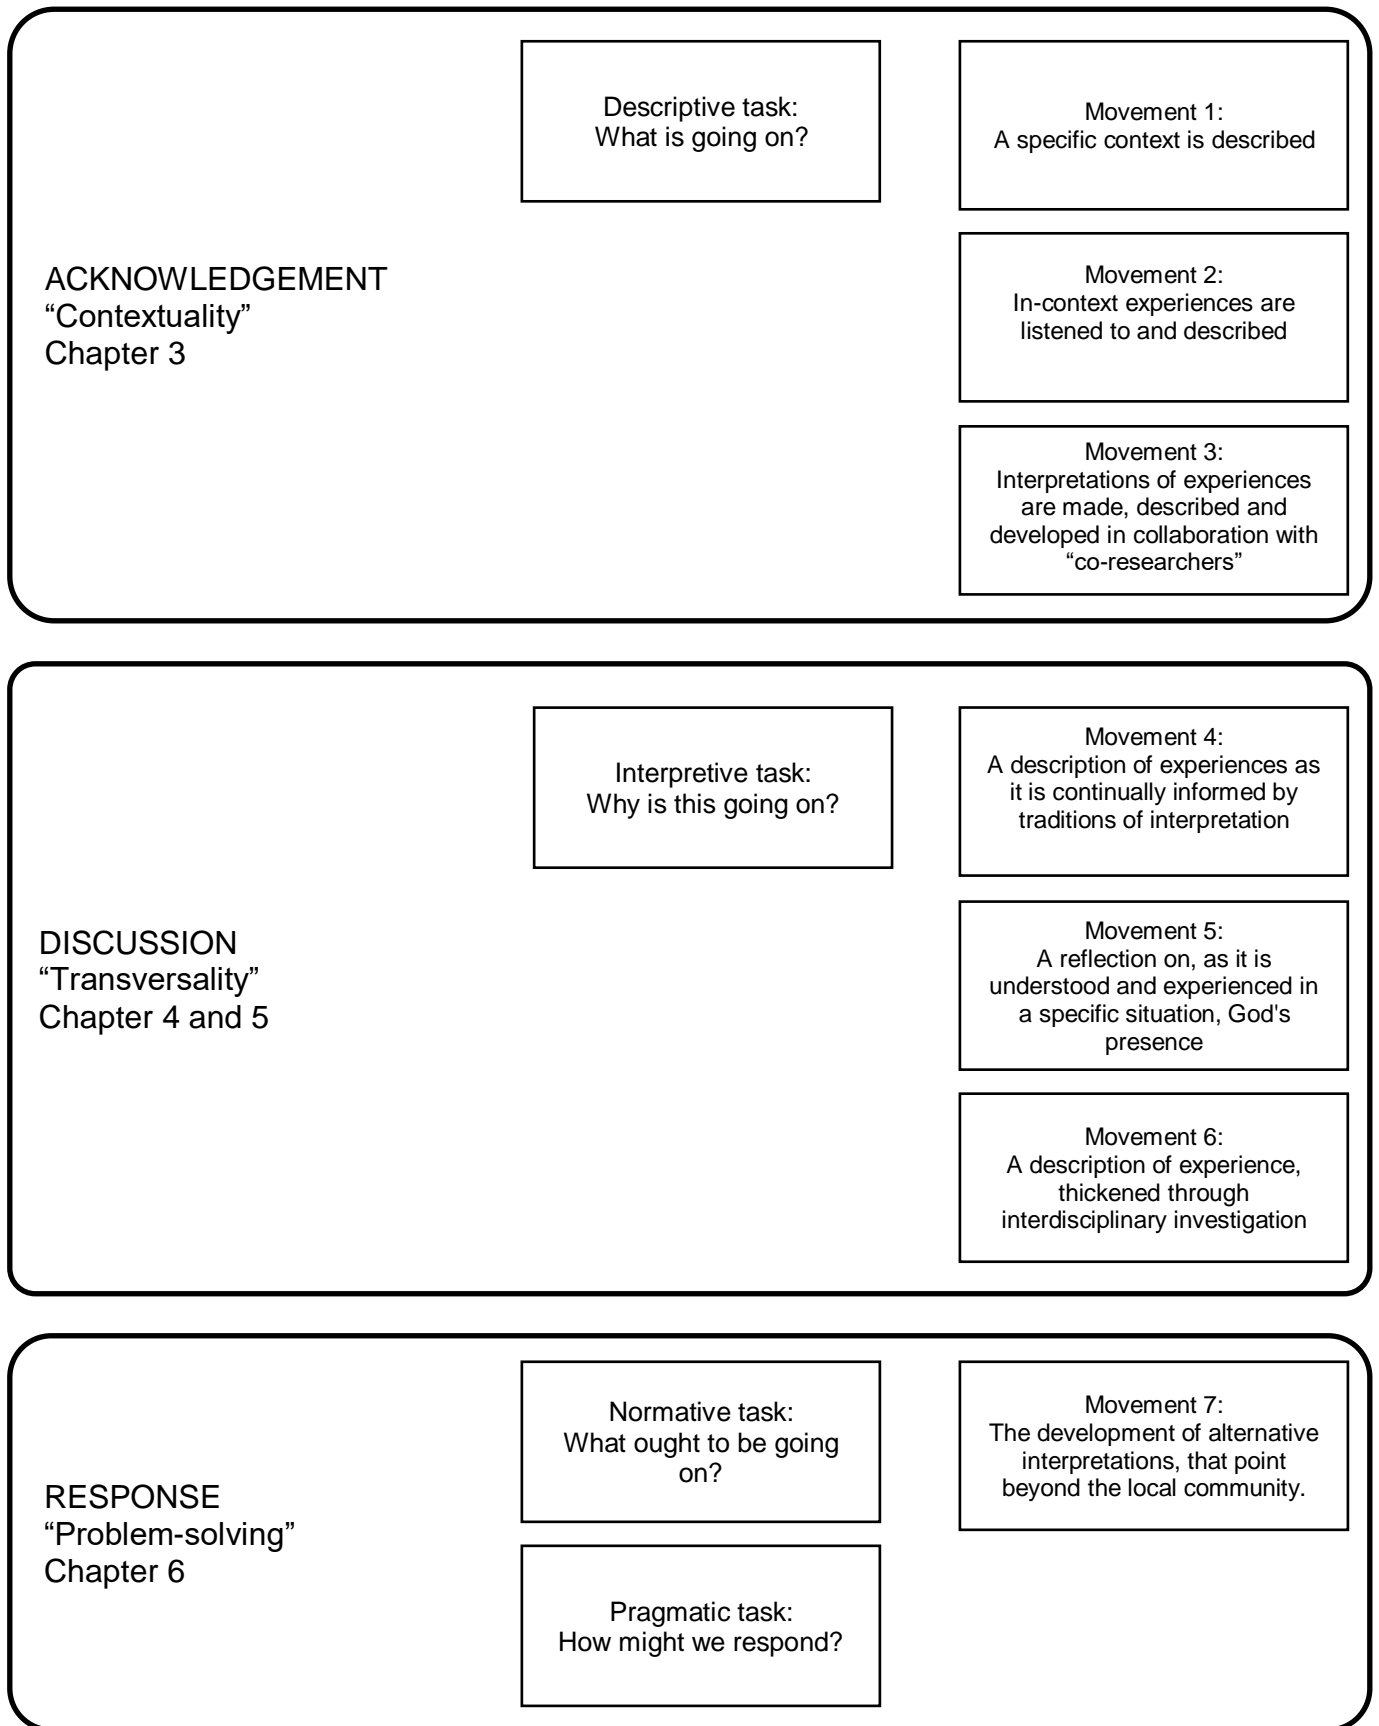 ACKNOWLEDGEMENT
“Contextuality”
Chapter 3
Descriptive task:
What is going on?
Movement 1:
A specific context is described
Movement 2:
In-context experiences are
listened to and described
Movement 3:
Interpretations of experiences
are made, described and
developed in collaboration with
“co-researchers”
DISCUSSION
“Transversality”
Chapter 4 and 5
Interpretive task:
Why is this going on?
Movement 4:
A description of experiences as
it is continually informed by
traditions of interpretation
Movement 5:
A reflection on, as it is
understood and experienced in
a specific situation, God's
presence
Movement 6:
A description of experience,
thickened through
interdisciplinary investigation
RESPONSE
“Problem-solving”
Chapter 6
Normative task:
What ought to be going
on?
Pragmatic task:
How might we respond?
Movement 7:
The development of alternative
interpretations, that point
beyond the local community.